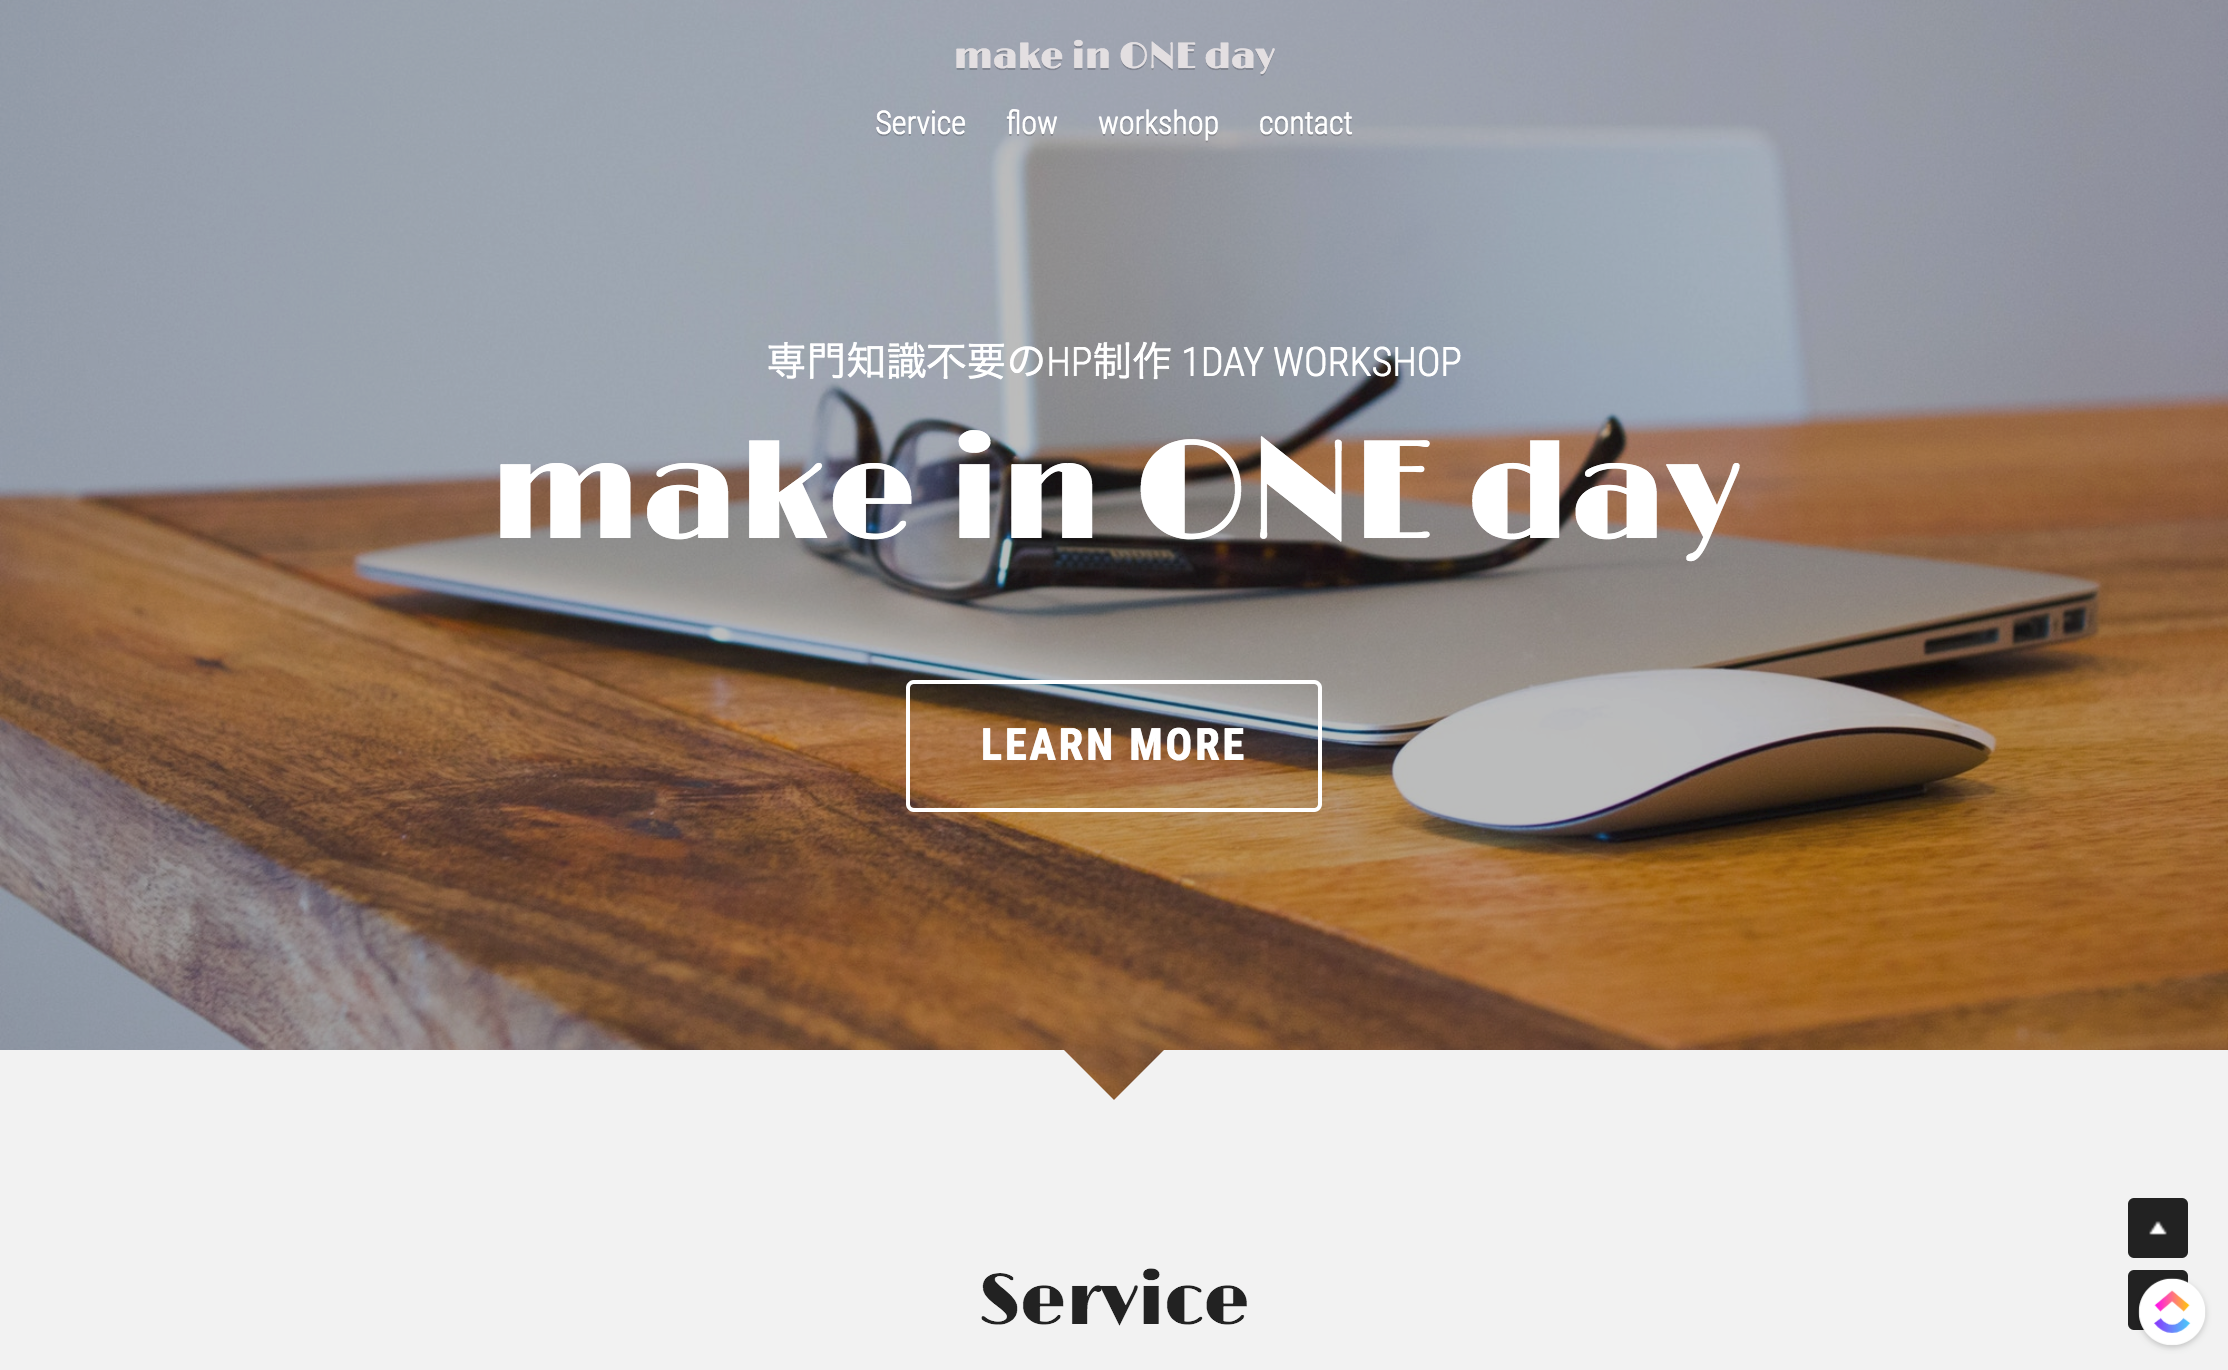 make in ONE day
Service flow workshop contact
専門知識不要のHP制作 1DAY WORKSHOP
make in ONE day
LEARN MORE
Service